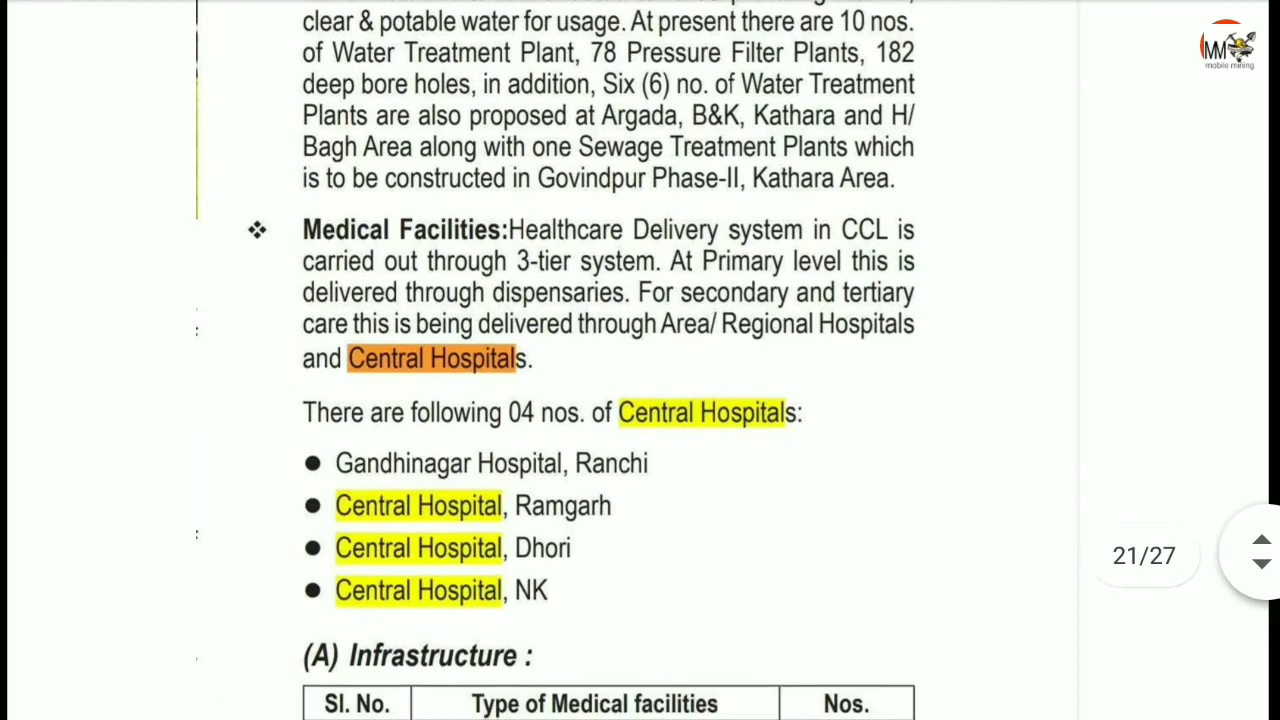 clear & potable water for usage. At present there are 10 nos.
of Water Treatment Plant, 78 Pressure Filter Plants, 182
deep bore holes, in addition, Six (6) no. of Water Treatment
Plants are also proposed at Argada, B&K, Kathara and H/
Bagh Area along with one Sewage Treatment Plants which
is to be constructed in Govindpur Phase-II, Kathara Area.
❖ Medical Facilities:Healthcare Delivery system in CCL is
carried out through 3-tier system. At Primary level this is
delivered through dispensaries. For secondary and tertiary
care this is being delivered through Area/ Regional Hospitals
and Central Hospitals.
There are following 04 nos. of Central Hospitals:
● Gandhinagar Hospital, Ranchi
● Central Hospital, Ramgarh
● Central Hospital, Dhori
● Central Hospital, NK
(A) Infrastructure :
Sl. No. Type of Medical facilities Nos.
MM
mobile mining
21/27